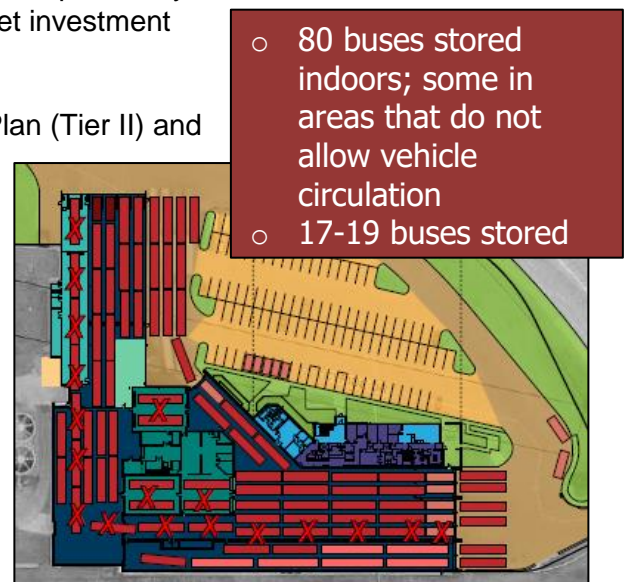 et investment
Plan (Tier II) and
o 80 buses stored
indoors; some in
areas that do not
allow vehicle
circulation
o 17-19 buses stored